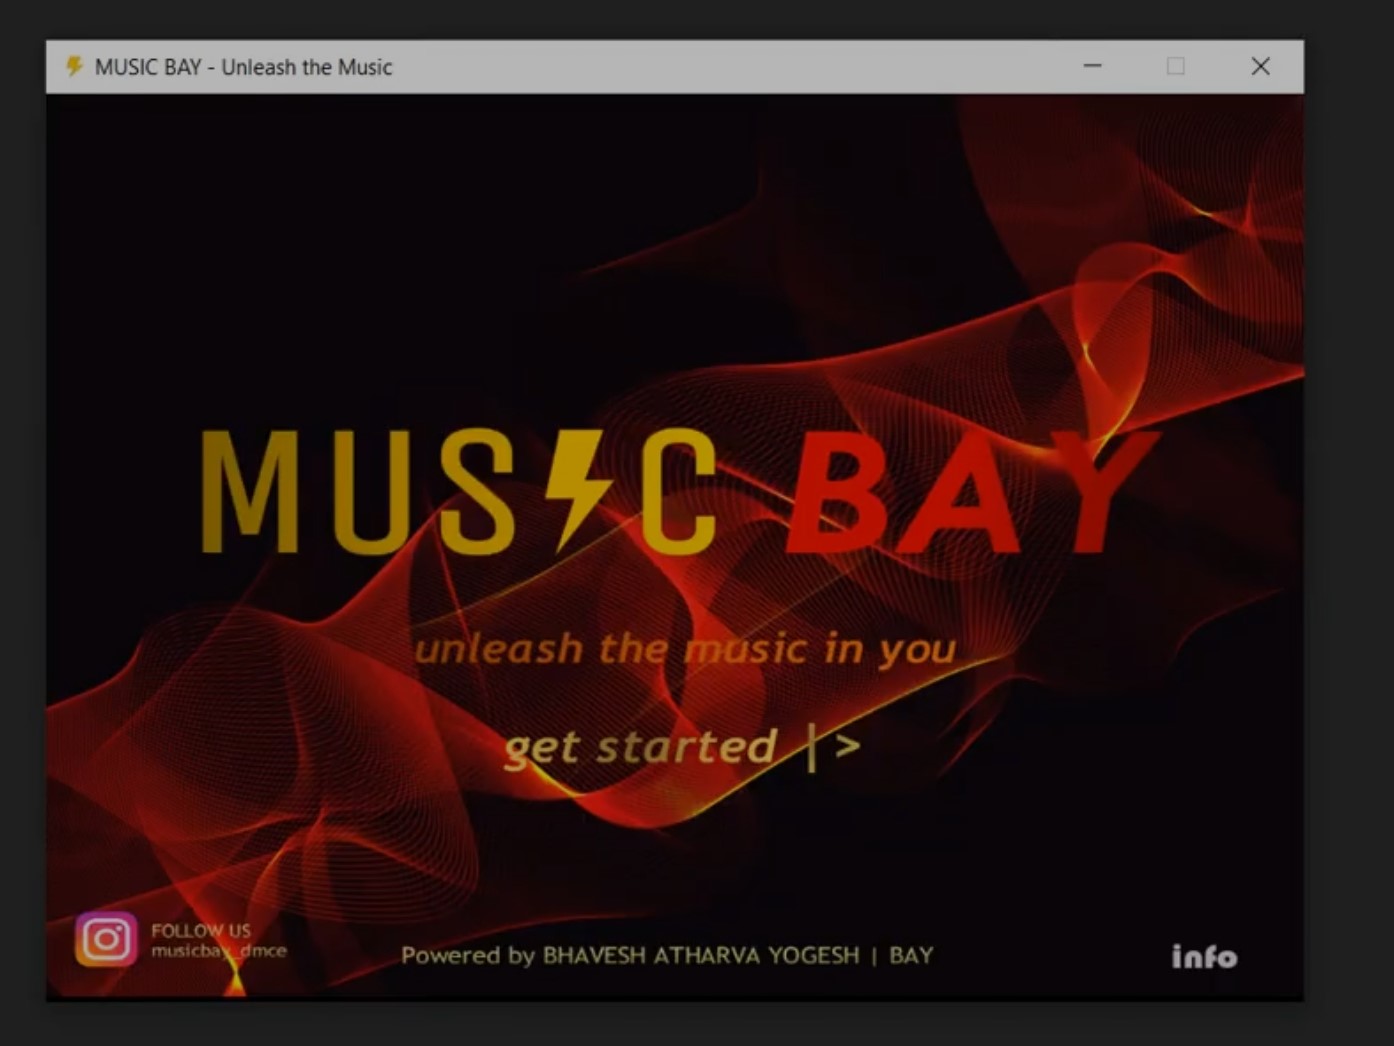 MUSIC BAY - Unleash the Music
MUSIC BAY
unleash the music in you
get started |>
FOLLOW US
musicbay_dmce
Powered by BHAVESH ATHARVA YOGESH | BAY
info